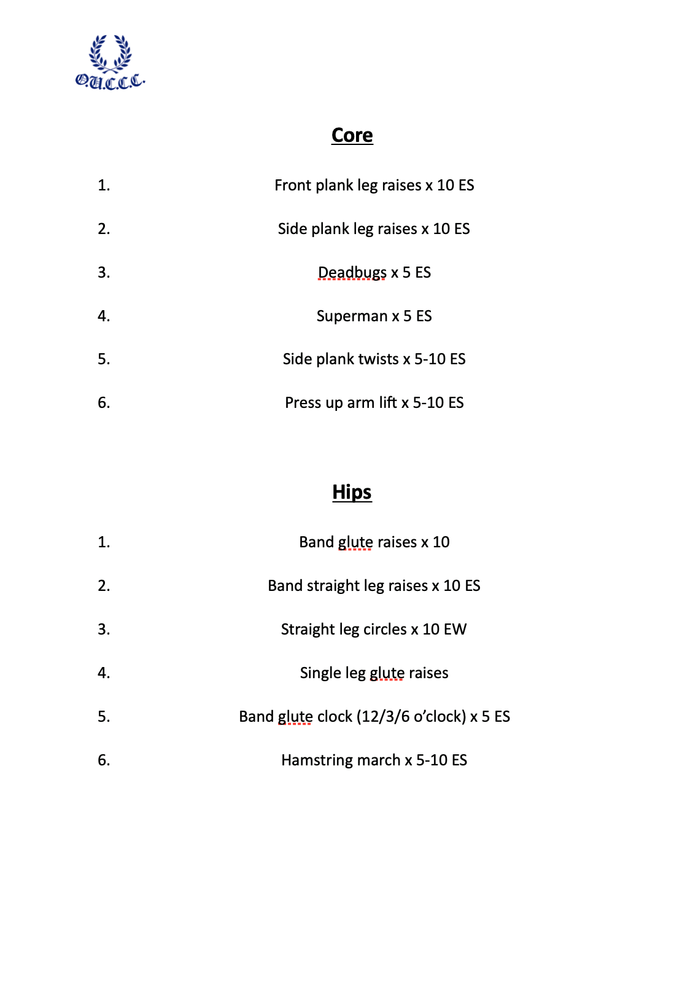 O.U.C.C.C.
Core
1. Front plank leg raises x 10 ES
2. Side plank leg raises x 10 ES
3. Deadbugs x 5 ES
4. Superman x 5 ES
5. Side plank twists x 5-10 ES
6. Press up arm lift x 5-10 ES
Hips
1. Band glute raises x 10
2. Band straight leg raises x 10 ES
3. Straight leg circles x 10 EW
4. Single leg glute raises
5. Band glute clock (12/3/6 o’clock) x 5 ES
6. Hamstring march x 5-10 ES